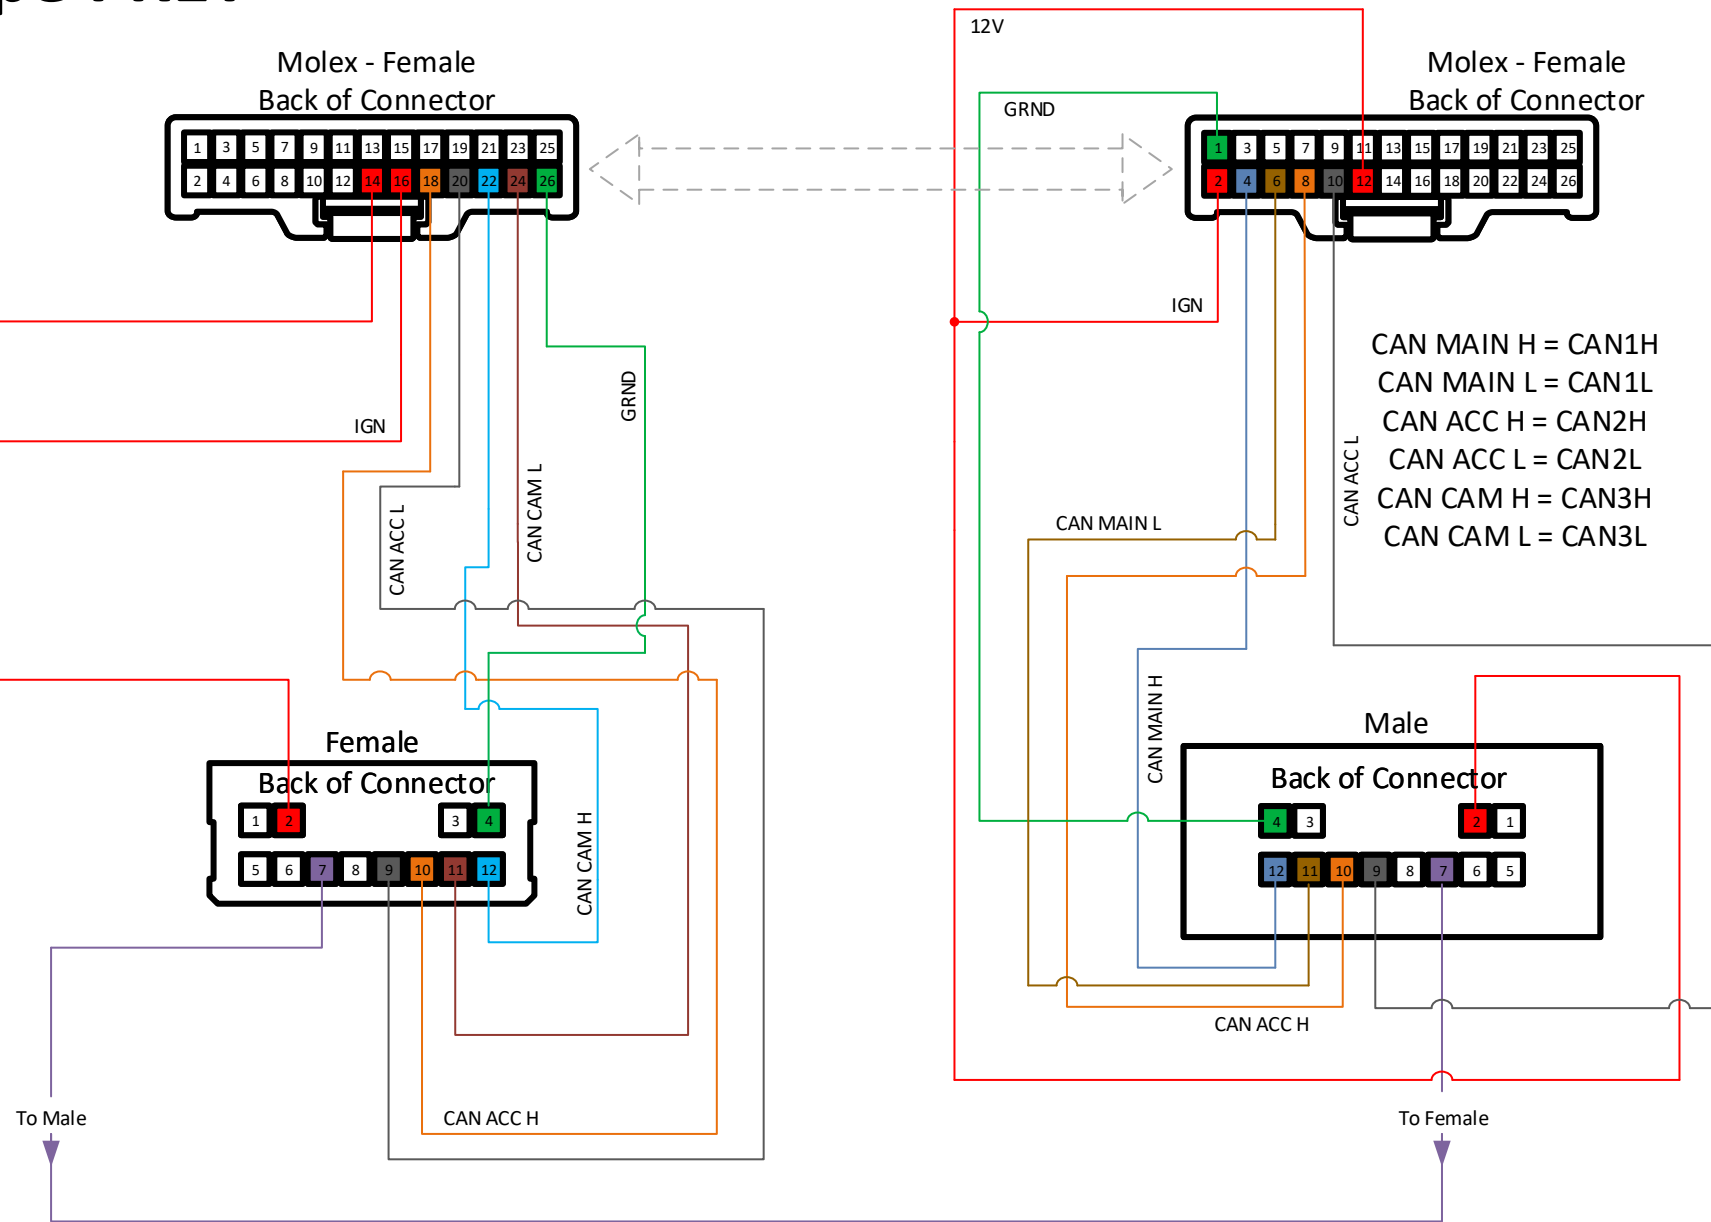 12V
Molex - Female
Back of Connector
Molex - Female
Back of Connector
GRND
1 3 5 7 9 11 13 15 17 19 21 23 25
2 4 6 8 10 12 14 16 18 20 22 24 26
1 3 5 7 9 11 13 15 17 19 21 23 25
2 4 6 8 10 12 14 16 18 20 22 24 26
IGN
CAN MAIN H = CAN1H
CAN MAIN L = CAN1L
CAN ACC H = CAN2H
CAN ACC L = CAN2L
CAN CAM H = CAN3H
CAN CAM L = CAN3L
GRND
IGN
CAN ACC L
CAN CAM L
CAN ACC L
CAN MAIN L
CAN MAIN H
Female
Back of Connector
1 2 3 4
5 6 7 8 9 10 11 12
CAN CAM H
Male
Back of Connector
4 3 2 1
12 11 10 9 8 7 6 5
CAN ACC H
To Male
CAN ACC H
To Female